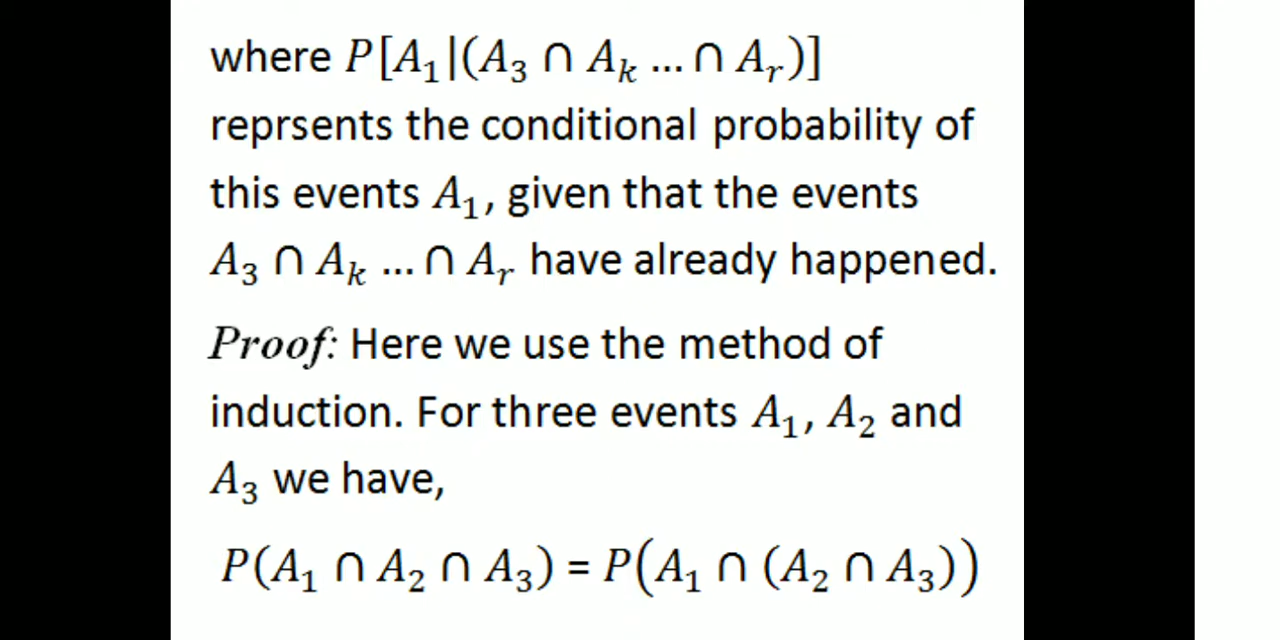 where P[A₁|(A₃ ∩ Aₖ ... ∩ Aᵣ)]
reprsents the conditional probability of
this events A₁, given that the events
A₃ ∩ Aₖ ... ∩ Aᵣ have already happened.
Proof: Here we use the method of
induction. For three events A₁, A₂ and
A₃ we have,
P(A₁ ∩ A₂ ∩ A₃) = P(A₁ ∩ (A₂ ∩ A₃))